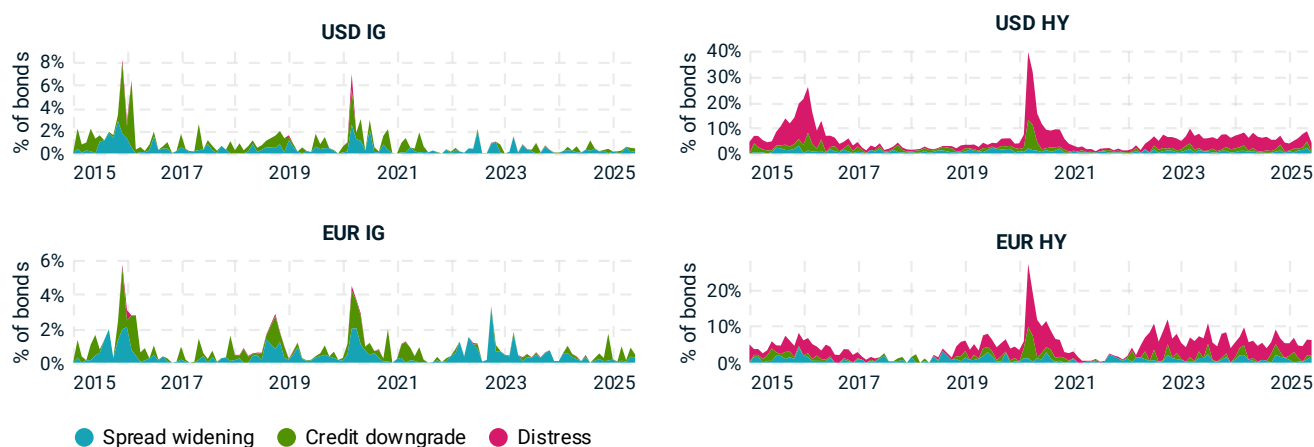 USD IG
% of bonds
8%
6%
4%
2%
0%
2015 2017 2019 2021 2023 2025
USD HY
% of bonds
40%
30%
20%
10%
0%
2015 2017 2019 2021 2023 2025
EUR IG
% of bonds
6%
4%
2%
0%
2015 2017 2019 2021 2023 2025
EUR HY
% of bonds
20%
10%
0%
2015 2017 2019 2021 2023 2025
Spread widening Credit downgrade Distress